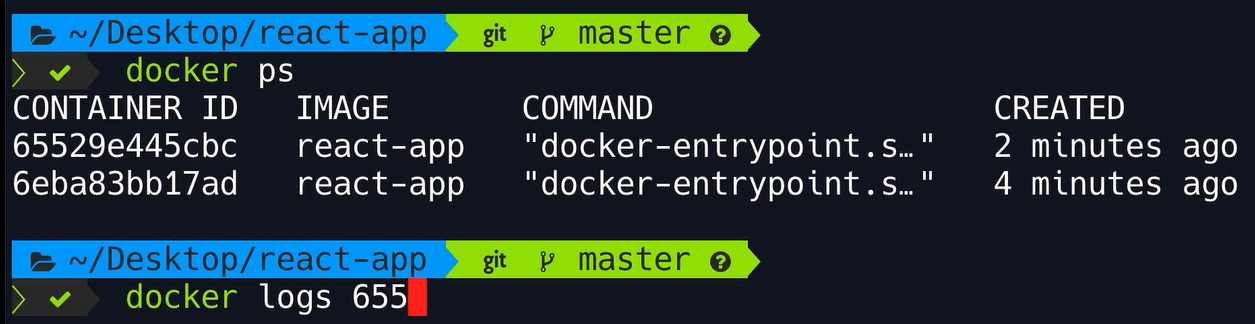 ~/Desktop/react-app git master ?
docker ps
CONTAINER ID IMAGE COMMAND CREATED
65529e445cbc react-app "docker-entrypoint.s…" 2 minutes ago
6eba83bb17ad react-app "docker-entrypoint.s…" 4 minutes ago
~/Desktop/react-app git master ?
docker logs 655